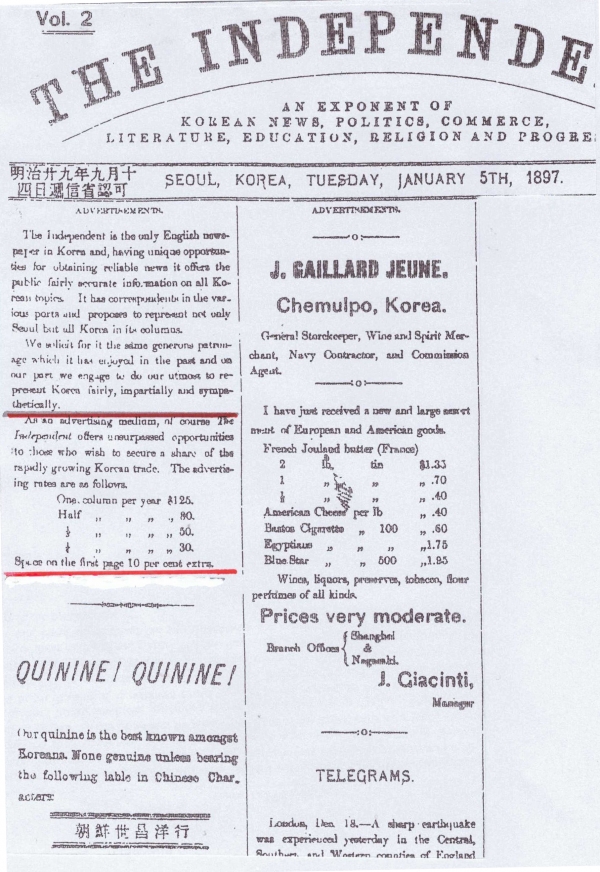 Vol. 2
THE INDEPENDE
AN EXPONENT OF
KOREAN NEWS, POLITICS, COMMERCE,
LITERATURE, EDUCATION, RELIGION AND PROGRE
明治廿九年九月十
四日遞信省認可
SEOUL, KOREA, TUESDAY, JANUARY 5TH, 1897.
ADVERTISEMENTS.
The Independent is the only English news-
paper in Korea and, having unique opportun-
ties for obtaining reliable news it offers the
public fairly accurate information on all Ko-
rean topics. It has correspondents in the var-
ious ports and proposes to represent not only
Seoul but all Korea in its columns.
We solicit for it the same generous patron-
age which it has enjoyed in the past and on
our part we engage to do our utmost to re-
present Korea fairly, impartially and sympa-
thetically.
As an advertising medium, of course The
Independent offers unsurpassed opportunities
to those who wish to secure a share of the
rapidly growing Korean trade. The advertis-
ing rates are as follows.
One column per year $125.
Half „ „ „ „ 80.
„ „ „ „ 50.
„ „ „ „ 30.
Space on the first page 10 per cent extra.
QUININE! QUININE!
Our quinine is the best known amongst
Koreans. None genuine unless bearing
the following lable in Chinese Char-
acters:
朝鮮世昌洋行
ADVERTISEMENTS.
—:o:—
J. GAILLARD JEUNE.
Chemulpo, Korea.
General Storekeeper, Wine and Spirit Mer-
chant, Navy Contractor, and Commission
Agent.
—:o:—
I have just received a new and large assort
ment of European and American goods.
French Jouland butter (France)
2 lb. tin $1.33
1 „ „ .70
½ „ „ .40
American Cheese per lb „ .40
Bastos Cigarette „ 100 „ .60
Egyptians „ „ „ 1.75
Blue Star „ 500 „ 1.95
Wines, liquors, preserves, tobacco, flour
perfumes of all kinds.
Prices very moderate.
Branch Offices { Shanghai
&
Nagasaki.
J. Giacinti,
Manager
—:o:—
TELEGRAMS.
London, Dec. 18.—A sharp earthquake
was experienced yesterday in the Central,
Southern, and Western counties of England